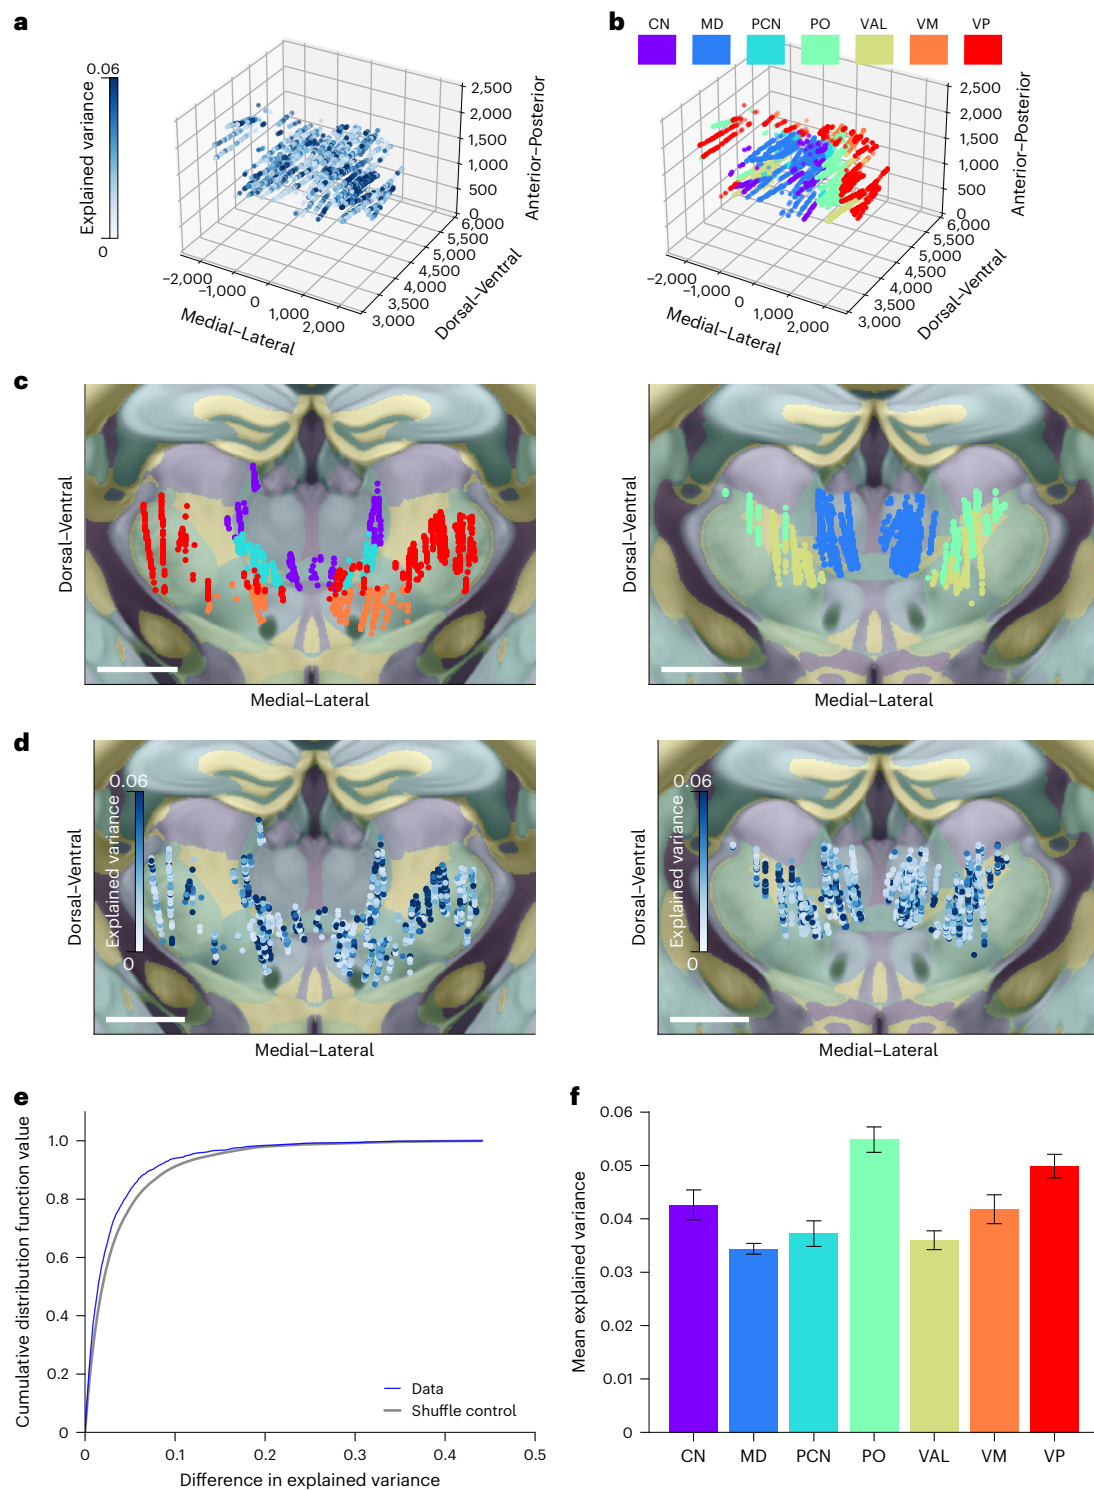 a
0.06
Explained variance
0
2,500
2,000
1,500
1,000
500
0
Anterior–Posterior
6,000
5,500
5,000
4,500
4,000
3,500
3,000
Dorsal–Ventral
–2,000
–1,000
0
1,000
2,000
Medial–Lateral
b
CN MD PCN PO VAL VM VP
2,500
2,000
1,500
1,000
500
0
Anterior–Posterior
6,000
5,500
5,000
4,500
4,000
3,500
3,000
Dorsal–Ventral
–2,000
–1,000
0
1,000
2,000
Medial–Lateral
c
Dorsal–Ventral
Medial–Lateral
Dorsal–Ventral
Medial–Lateral
d
0.06
Explained variance
0
Dorsal–Ventral
Medial–Lateral
0.06
Explained variance
0
Dorsal–Ventral
Medial–Lateral
e
Cumulative distribution function value
1.0
0.8
0.6
0.4
0.2
0
Data
Shuffle control
0 0.1 0.2 0.3 0.4 0.5
Difference in explained variance
f
Mean explained variance
0.06
0.05
0.04
0.03
0.02
0.01
0
CN MD PCN PO VAL VM VP